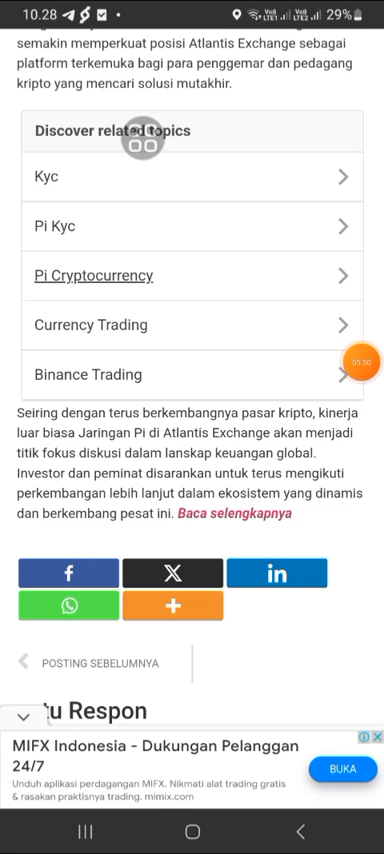 10.28
29%
semakin memperkuat posisi Atlantis Exchange sebagai
platform terkemuka bagi para penggemar dan pedagang
kripto yang mencari solusi mutakhir.
Discover related topics
Kyc
Pi Kyc
Pi Cryptocurrency
Currency Trading
05:50
Binance Trading
Seiring dengan terus berkembangnya pasar kripto, kinerja
luar biasa Jaringan Pi di Atlantis Exchange akan menjadi
titik fokus diskusi dalam lanskap keuangan global.
Investor dan peminat disarankan untuk terus mengikuti
perkembangan lebih lanjut dalam ekosistem yang dinamis
dan berkembang pesat ini. Baca selengkapnya
POSTING SEBELUMNYA
u Respon
MIFX Indonesia - Dukungan Pelanggan
24/7
Unduh aplikasi perdagangan MIFX. Nikmati alat trading gratis
& rasakan praktisnya trading. mimix.com
BUKA